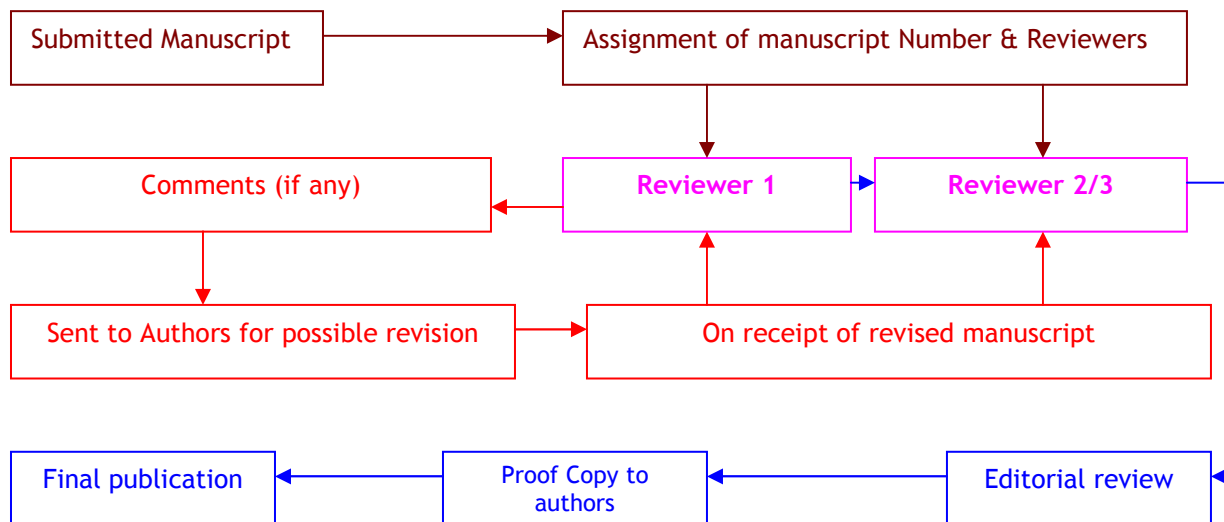 Submitted Manuscript
Assignment of manuscript Number & Reviewers
Comments (if any)
Reviewer 1
Reviewer 2/3
Sent to Authors for possible revision
On receipt of revised manuscript
Final publication
Proof Copy to
authors
Editorial review